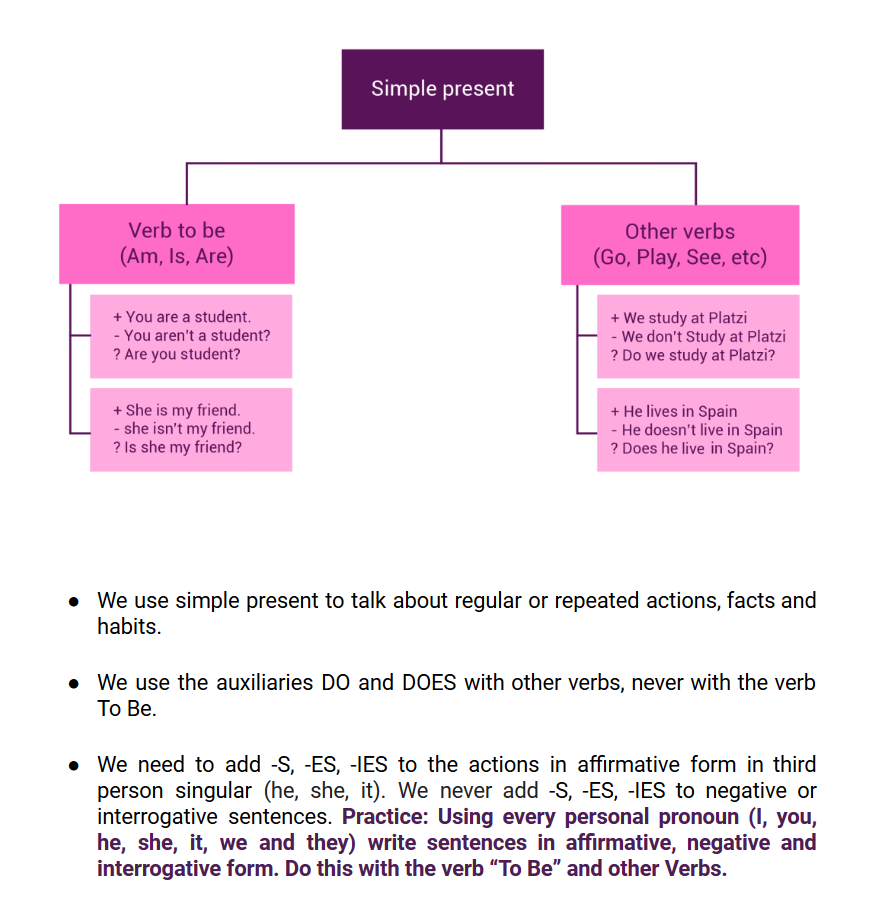 Simple present
Verb to be
(Am, Is, Are)
+ You are a student.
- You aren't a student?
? Are you student?
+ She is my friend.
- she isn't my friend.
? Is she my friend?
Other verbs
(Go, Play, See, etc)
+ We study at Platzi
- We don't Study at Platzi
? Do we study at Platzi?
+ He lives in Spain
- He doesn't live in Spain
? Does he live in Spain?
● We use simple present to talk about regular or repeated actions, facts and
habits.
● We use the auxiliaries DO and DOES with other verbs, never with the verb
To Be.
● We need to add -S, -ES, -IES to the actions in affirmative form in third
person singular (he, she, it). We never add -S, -ES, -IES to negative or
interrogative sentences. Practice: Using every personal pronoun (I, you,
he, she, it, we and they) write sentences in affirmative, negative and
interrogative form. Do this with the verb “To Be” and other Verbs.